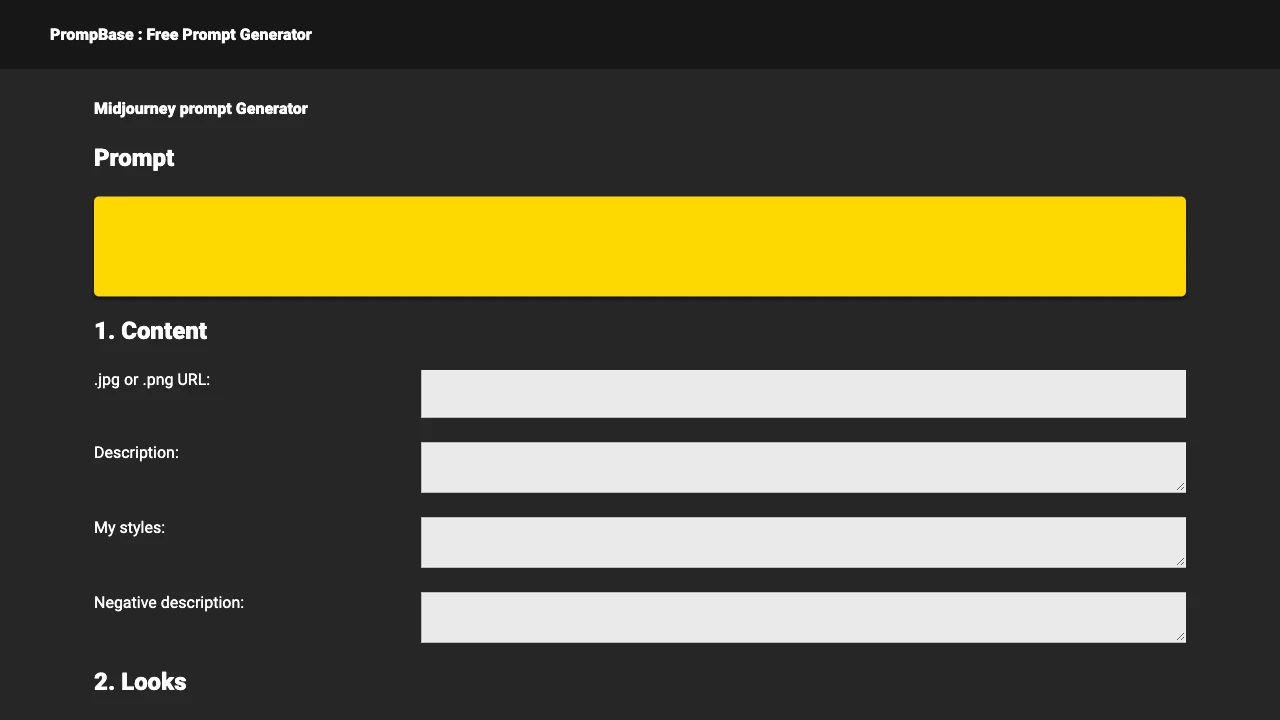 PrompBase : Free Prompt Generator
Midjourney prompt Generator
Prompt
1. Content
.jpg or .png URL:
Description:
My styles:
Negative description:
2. Looks